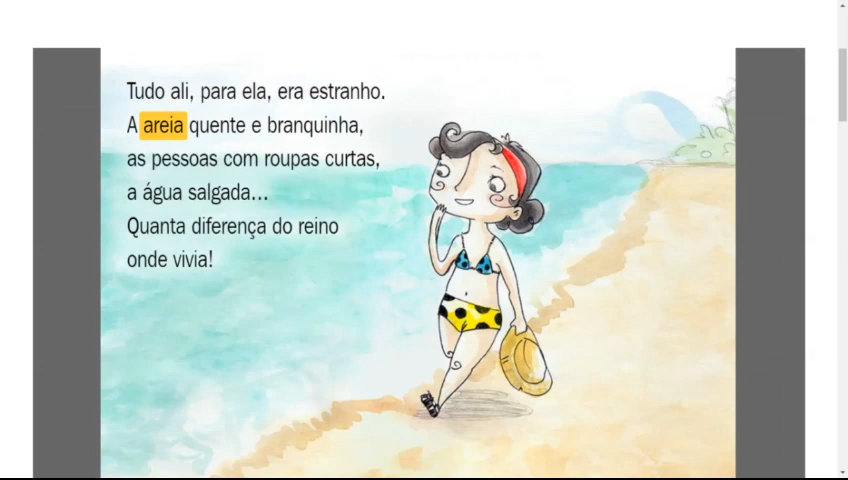 Tudo ali, para ela, era estranho.
A areia quente e branquinha,
as pessoas com roupas curtas,
a água salgada...
Quanta diferença do reino
onde vivia!